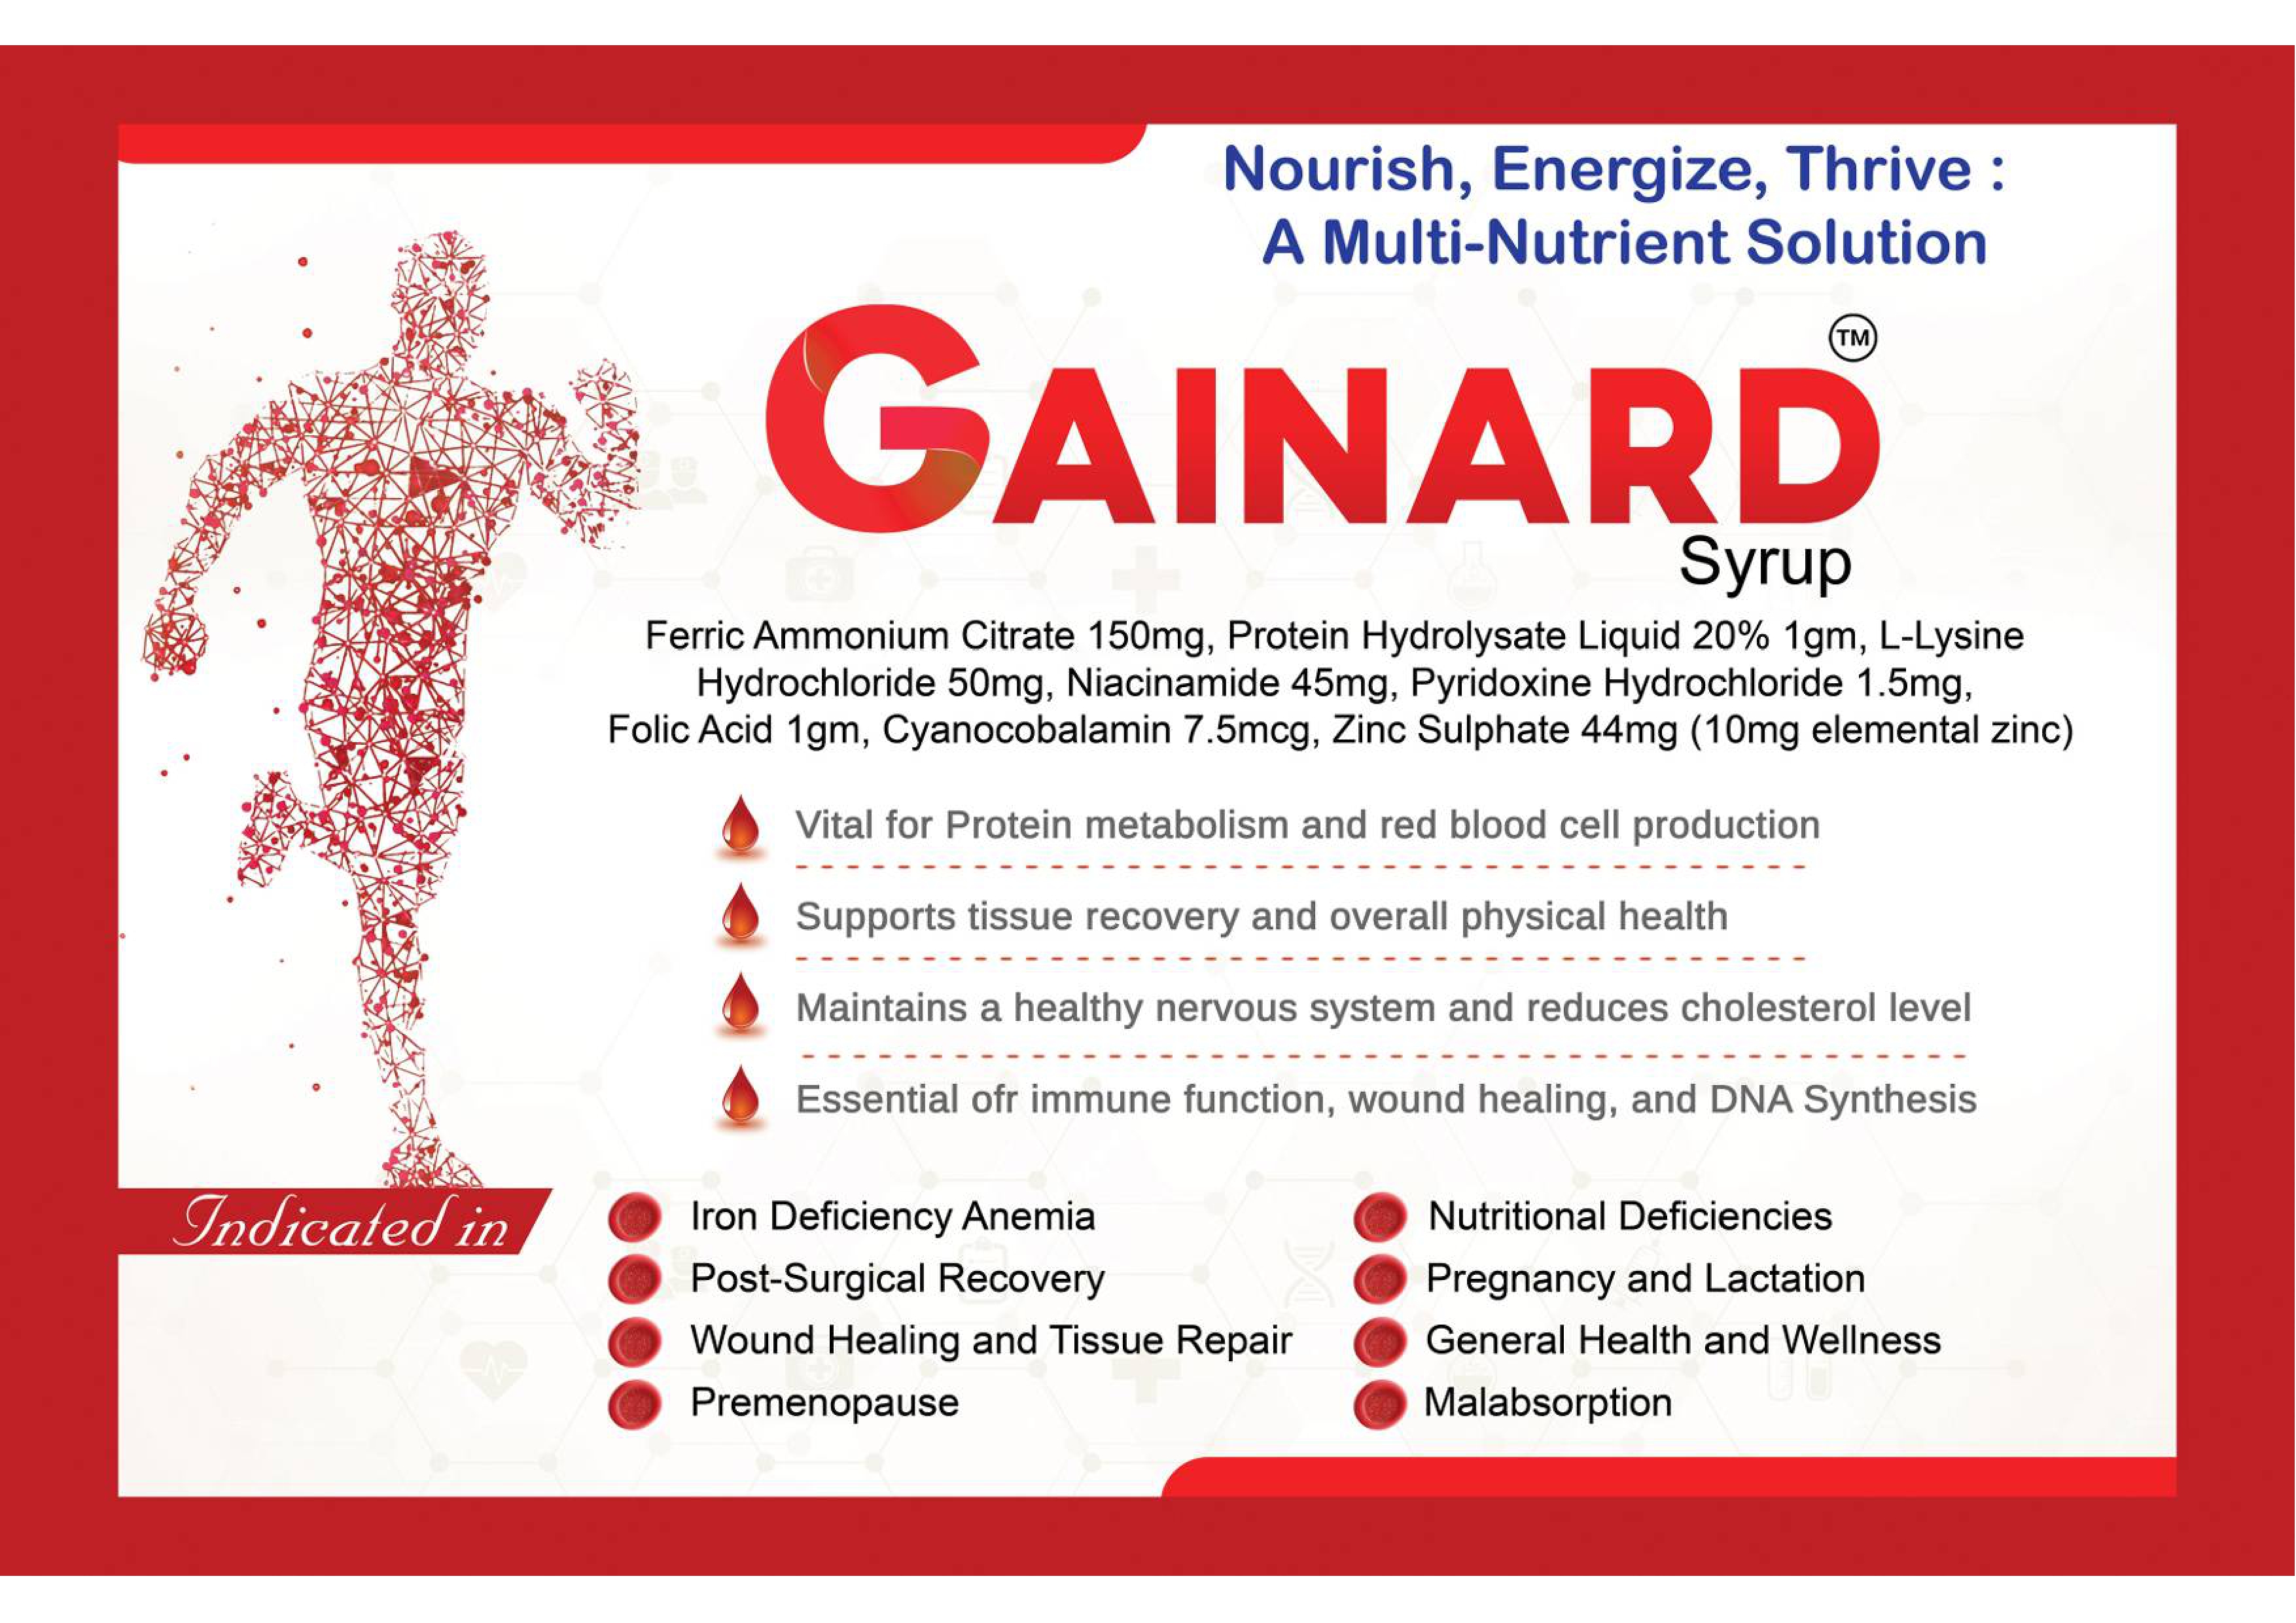 Nourish, Energize, Thrive :
A Multi-Nutrient Solution
GAINARD TM
Syrup
Ferric Ammonium Citrate 150mg, Protein Hydrolysate Liquid 20% 1gm, L-Lysine
Hydrochloride 50mg, Niacinamide 45mg, Pyridoxine Hydrochloride 1.5mg,
Folic Acid 1gm, Cyanocobalamin 7.5mcg, Zinc Sulphate 44mg (10mg elemental zinc)
Vital for Protein metabolism and red blood cell production
Supports tissue recovery and overall physical health
Maintains a healthy nervous system and reduces cholesterol level
Essential ofr immune function, wound healing, and DNA Synthesis
Indicated in
Iron Deficiency Anemia
Post-Surgical Recovery
Wound Healing and Tissue Repair
Premenopause
Nutritional Deficiencies
Pregnancy and Lactation
General Health and Wellness
Malabsorption